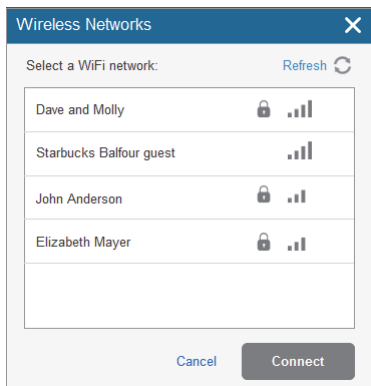 Wireless Networks
Select a WiFi network: Refresh
Dave and Molly
Starbucks Balfour guest
John Anderson
Elizabeth Mayer
Cancel Connect